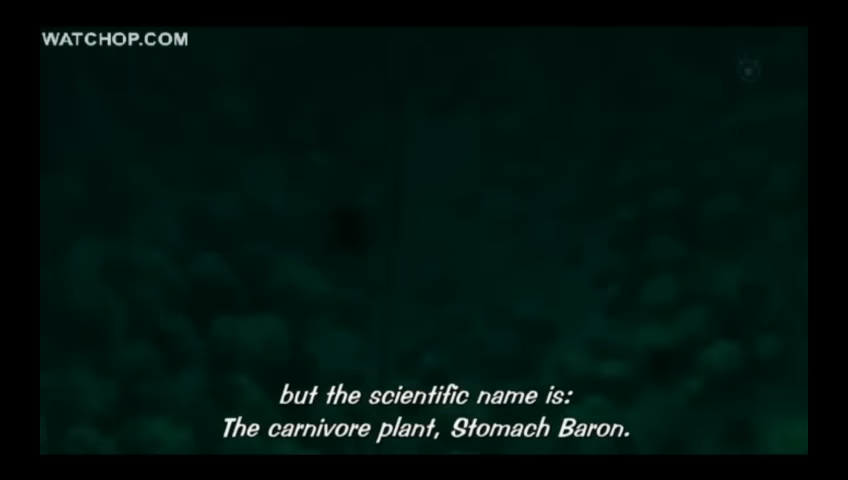 WATCHOP.COM
but the scientific name is:
The carnivore plant, Stomach Baron.